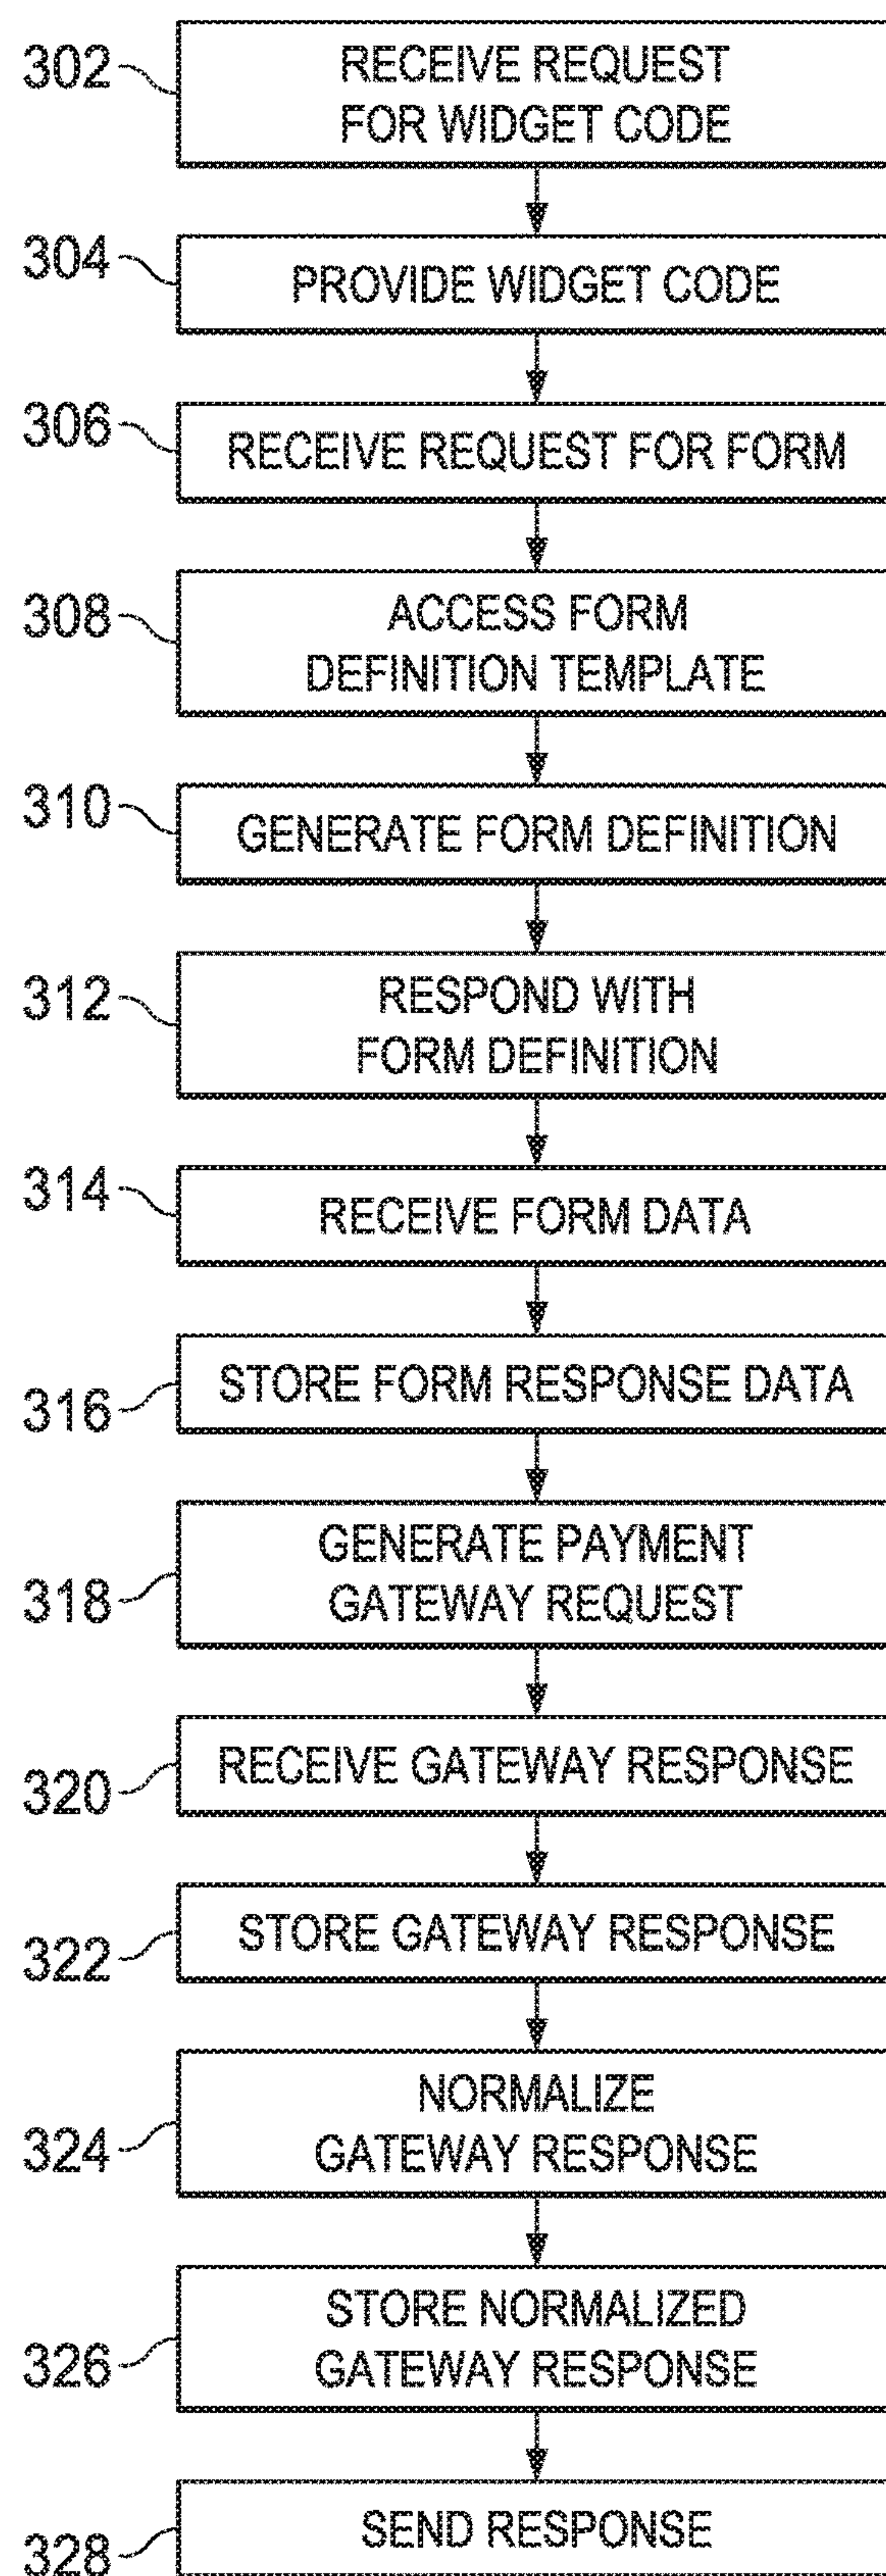 302
RECEIVE REQUEST
FOR WIDGET CODE
304
PROVIDE WIDGET CODE
306
RECEIVE REQUEST FOR FORM
308
ACCESS FORM
DEFINITION TEMPLATE
310
GENERATE FORM DEFINITION
312
RESPOND WITH
FORM DEFINITION
314
RECEIVE FORM DATA
316
STORE FORM RESPONSE DATA
318
GENERATE PAYMENT
GATEWAY REQUEST
320
RECEIVE GATEWAY RESPONSE
322
STORE GATEWAY RESPONSE
324
NORMALIZE
GATEWAY RESPONSE
326
STORE NORMALIZED
GATEWAY RESPONSE
328
SEND RESPONSE